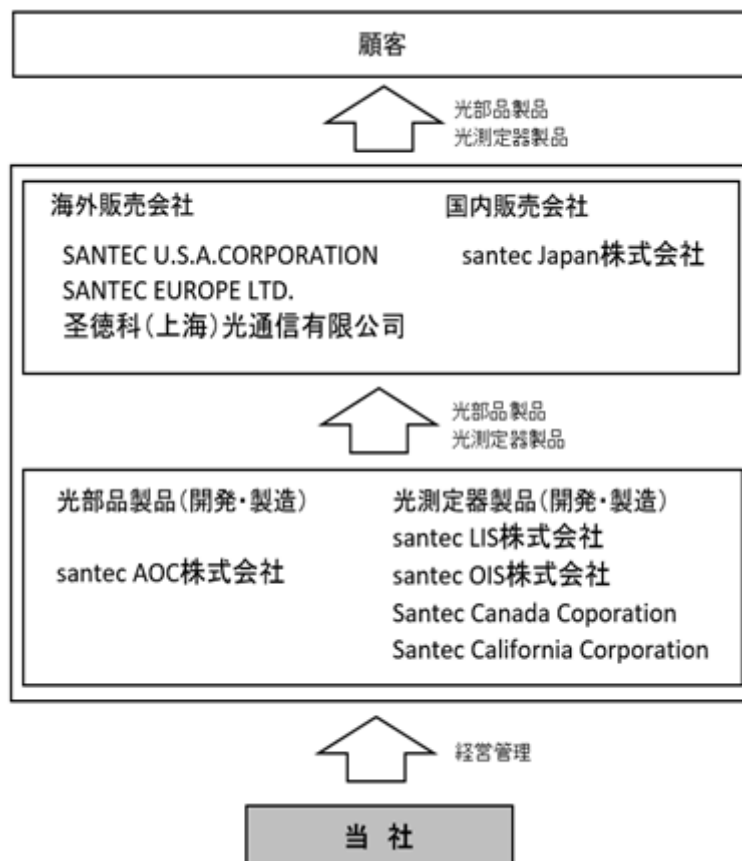 顧客
光部品製品
光測定器製品
海外販売会社
SANTEC U.S.A.CORPORATION
SANTEC EUROPE LTD.
圣徳科(上海)光通信有限公司
国内販売会社
santec Japan株式会社
光部品製品
光測定器製品
光部品製品(開発・製造)
santec AOC株式会社
光測定器製品(開発・製造)
santec LIS株式会社
santec OIS株式会社
Santec Canada Coporation
Santec California Corporation
経営管理
当 社